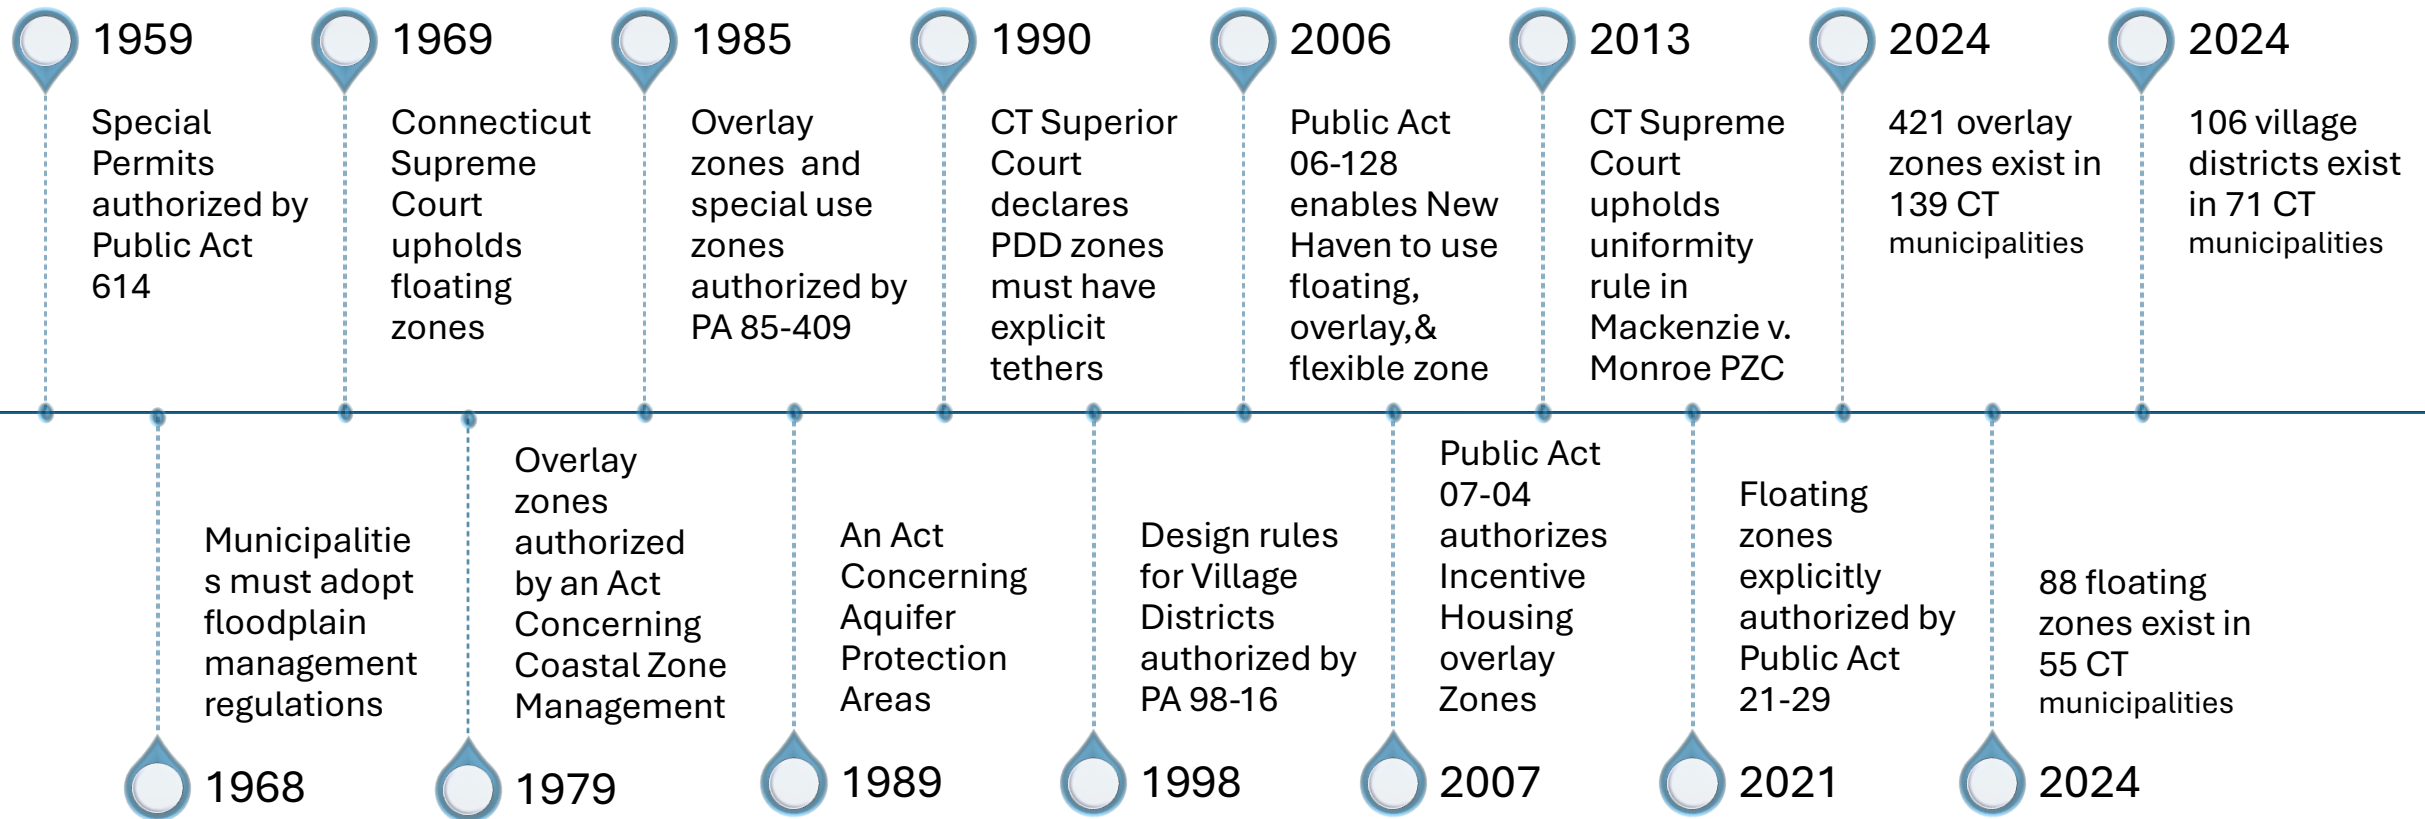 1959
Special
Permits
authorized by
Public Act
614
1969
Connecticut
Supreme
Court
upholds
floating
zones
1985
Overlay
zones  and
special use
zones
authorized by
PA 85-409
1990
CT Superior
Court
declares
PDD zones
must have
explicit
tethers
2006
Public Act
06-128
enables New
Haven to use
floating,
overlay,&
flexible zone
2013
CT Supreme
Court
upholds
uniformity
rule in
Mackenzie v.
Monroe PZC
2024
421 overlay
zones exist in
139 CT
municipalities
2024
106 village
districts exist
in 71 CT
municipalities
Municipalitie
s must adopt
floodplain
management
regulations
1968
Overlay
zones
authorized
by an Act
Concerning
Coastal Zone
Management
1979
An Act
Concerning
Aquifer
Protection
Areas
1989
Design rules
for Village
Districts
authorized by
PA 98-16
1998
Public Act
07-04
authorizes
Incentive
Housing
overlay
Zones
2007
Floating
zones
explicitly
authorized by
Public Act
21-29
2021
88 floating
zones exist in
55 CT
municipalities
2024